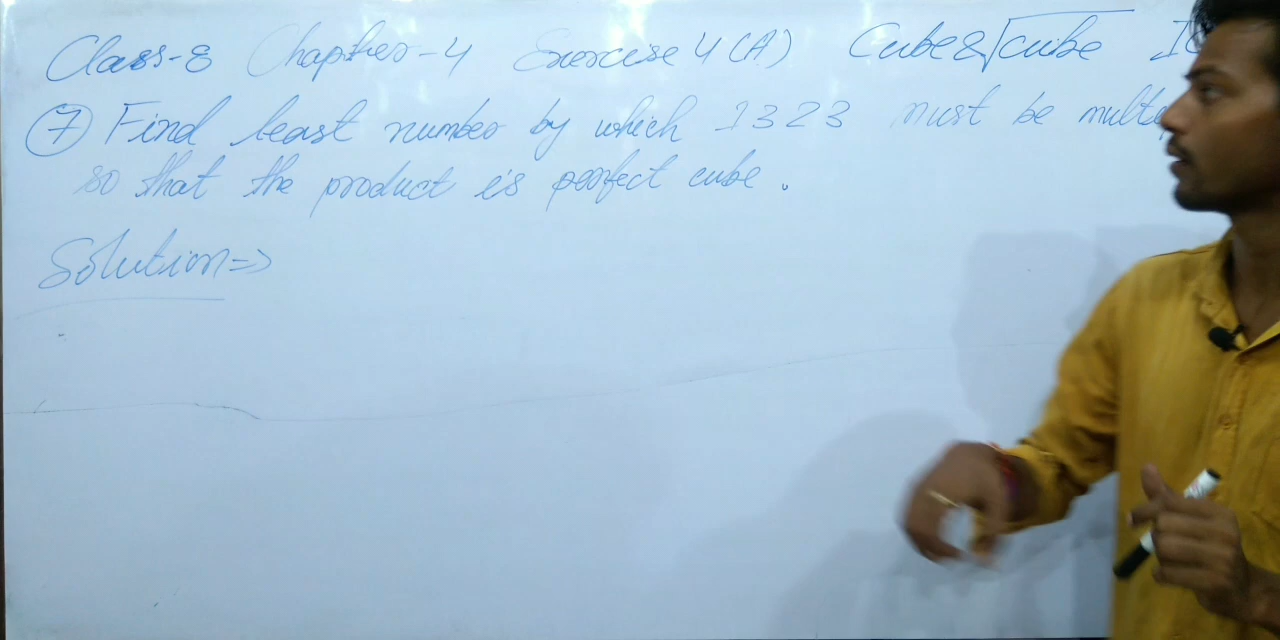 Class-8 Chapter-4 Exercise 4(A) Cube & √cube
⑦ Find least number by which 1323 must be
so that the product is perfect cube.
Solution=>